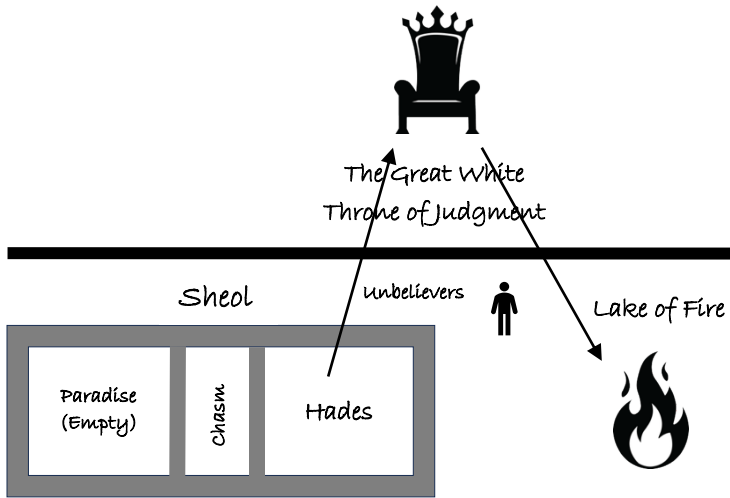 The Great White
Throne of Judgment
Sheol
Unbelievers
Lake of Fire
Paradise
(Empty)
Chasm
Hades